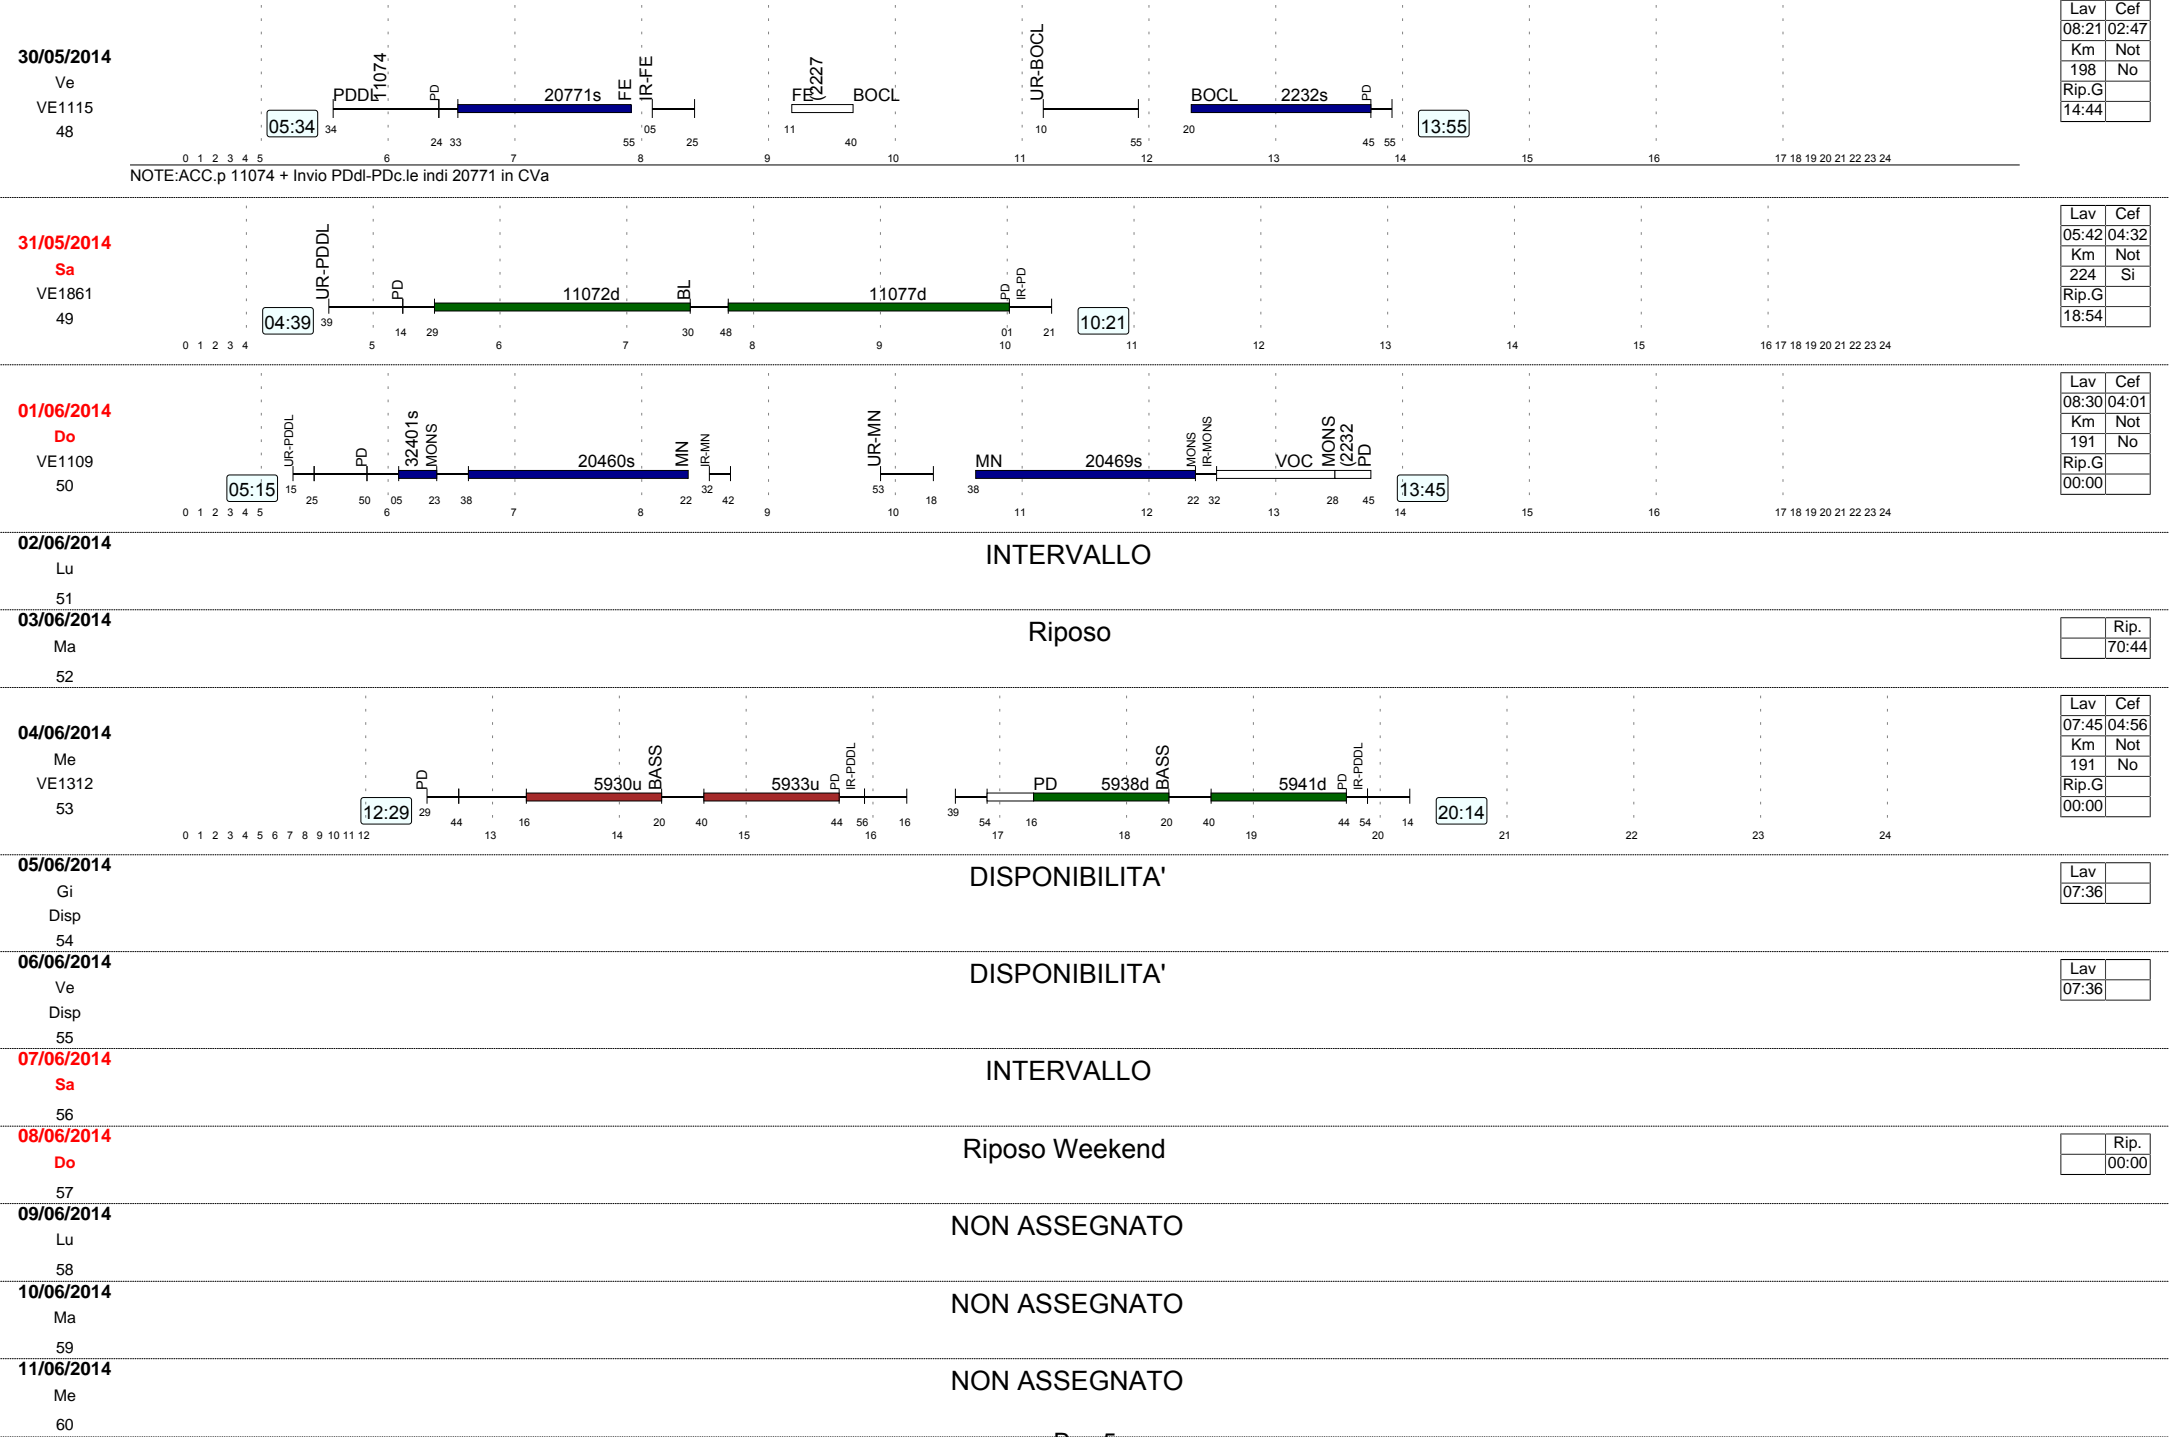 Lav Cef
08:21 02:47
Km Not
198 No
Rip.G
14:44
30/05/2014
Ve
VE1115
48
05:34
PDDL 11074 PD 20771s FE IR-FE FE (2227 BOCL UR-BOCL BOCL 2232s PD
13:55
34 24 33 55 05 25 11 40 10 55 20 45 55
0 1 2 3 4 5 6 7 8 9 10 11 12 13 14 15 16 17 18 19 20 21 22 23 24
NOTE:ACC.p 11074 + Invio PDdl-PDc.le indi 20771 in CVa
Lav Cef
05:42 04:32
Km Not
224 Si
Rip.G
18:54
31/05/2014
Sa
VE1861
49
04:39
UR-PDDL PD 11072d BL 11077d PD IR-PD
10:21
39 14 29 30 48 01 21
0 1 2 3 4 5 6 7 8 9 10 11 12 13 14 15 16 17 18 19 20 21 22 23 24
Lav Cef
08:30 04:01
Km Not
191 No
Rip.G
00:00
01/06/2014
Do
VE1109
50
05:15
UR-PDDL PD 32401s MONS 20460s MN IR-MN UR-MN MN 20469s MONS IR-MONS VOC MONS (2232 PD
13:45
15 25 50 05 23 38 22 32 42 53 18 38 22 32 28 45
0 1 2 3 4 5 6 7 8 9 10 11 12 13 14 15 16 17 18 19 20 21 22 23 24
02/06/2014
Lu
51
INTERVALLO
03/06/2014
Ma
52
Riposo
Rip.
70:44
04/06/2014
Me
VE1312
53
12:29
PD 5930u BASS 5933u PD IR-PDDL PD 5938d BASS 5941d PD IR-PDDL
20:14
29 44 16 20 40 44 56 16 39 54 16 20 40 44 54 14
0 1 2 3 4 5 6 7 8 9 10 11 12 13 14 15 16 17 18 19 20 21 22 23 24
Lav Cef
07:45 04:56
Km Not
191 No
Rip.G
00:00
05/06/2014
Gi
Disp
54
DISPONIBILITA'
Lav
07:36
06/06/2014
Ve
Disp
55
DISPONIBILITA'
Lav
07:36
07/06/2014
Sa
56
INTERVALLO
08/06/2014
Do
57
Riposo Weekend
Rip.
00:00
09/06/2014
Lu
58
NON ASSEGNATO
10/06/2014
Ma
59
NON ASSEGNATO
11/06/2014
Me
60
NON ASSEGNATO